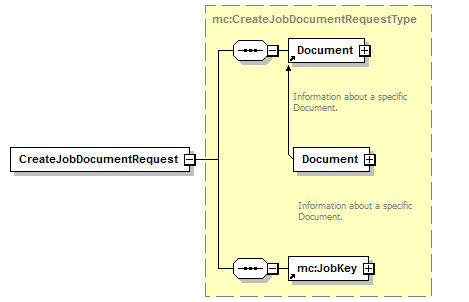 mc:CreateJobDocumentRequestType
Document
Information about a specific
Document.
CreateJobDocumentRequest
Document
Information about a specific
Document.
mc:JobKey